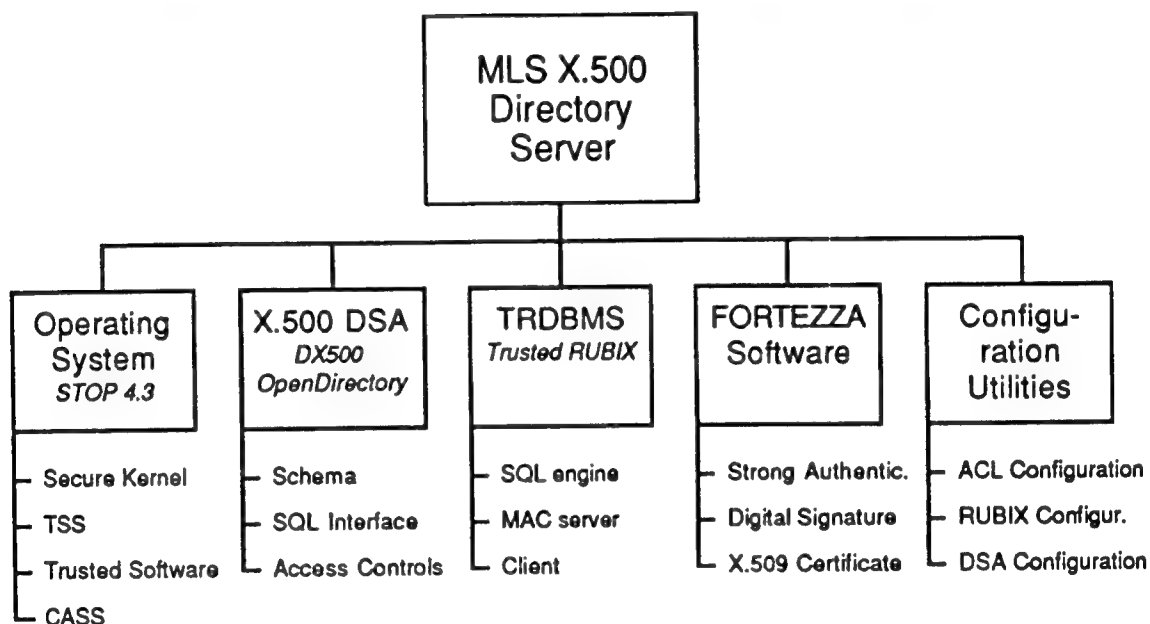 MLS X.500
Directory
Server
Operating
System
STOP 4.3
Secure Kernel
TSS
Trusted Software
CASS
X.500 DSA
DX500
OpenDirectory
Schema
SQL Interface
Access Controls
TRDBMS
Trusted RUBIX
SQL engine
MAC server
Client
FORTEZZA
Software
Strong Authentic.
Digital Signature
X.509 Certificate
Configu-
ration
Utilities
ACL Configuration
RUBIX Configur.
DSA Configuration